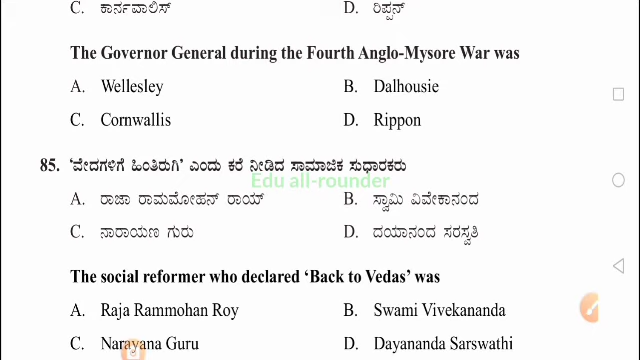 C. ಕಾರ್ನವಾಲಿಸ್ D. ರಿಪ್ಪನ್
The Governor General during the Fourth Anglo-Mysore War was
A. Wellesley B. Dalhousie
C. Cornwallis D. Rippon
85. ‘ವೇದಗಳಿಗೆ ಹಿಂತಿರುಗಿ’ ಎಂದು ಕರೆ ನೀಡಿದ ಸಾಮಾಜಿಕ ಸುಧಾರಕರು
Edu all-rounder
A. ರಾಜಾ ರಾಮಮೋಹನ್ ರಾಯ್ B. ಸ್ವಾಮಿ ವಿವೇಕಾನಂದ
C. ನಾರಾಯಣ ಗುರು D. ದಯಾನಂದ ಸರಸ್ವತಿ
The social reformer who declared ‘Back to Vedas’ was
A. Raja Rammohan Roy B. Swami Vivekananda
C. Narayana Guru D. Dayananda Sarswathi